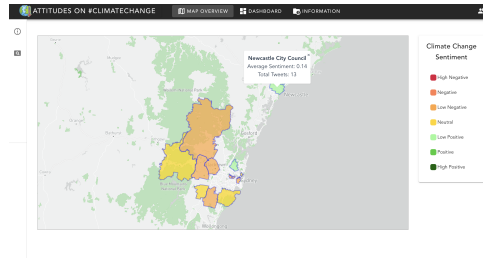 ATTITUDES ON #CLIMATECHANGE
MAP OVERVIEW
DASHBOARD
INFORMATION
Newcastle City Council
Average Sentiment: 0.14
Total Tweets: 13
Climate Change
Sentiment
High Negative
Negative
Low Negative
Neutral
Low Positive
Positive
High Positive